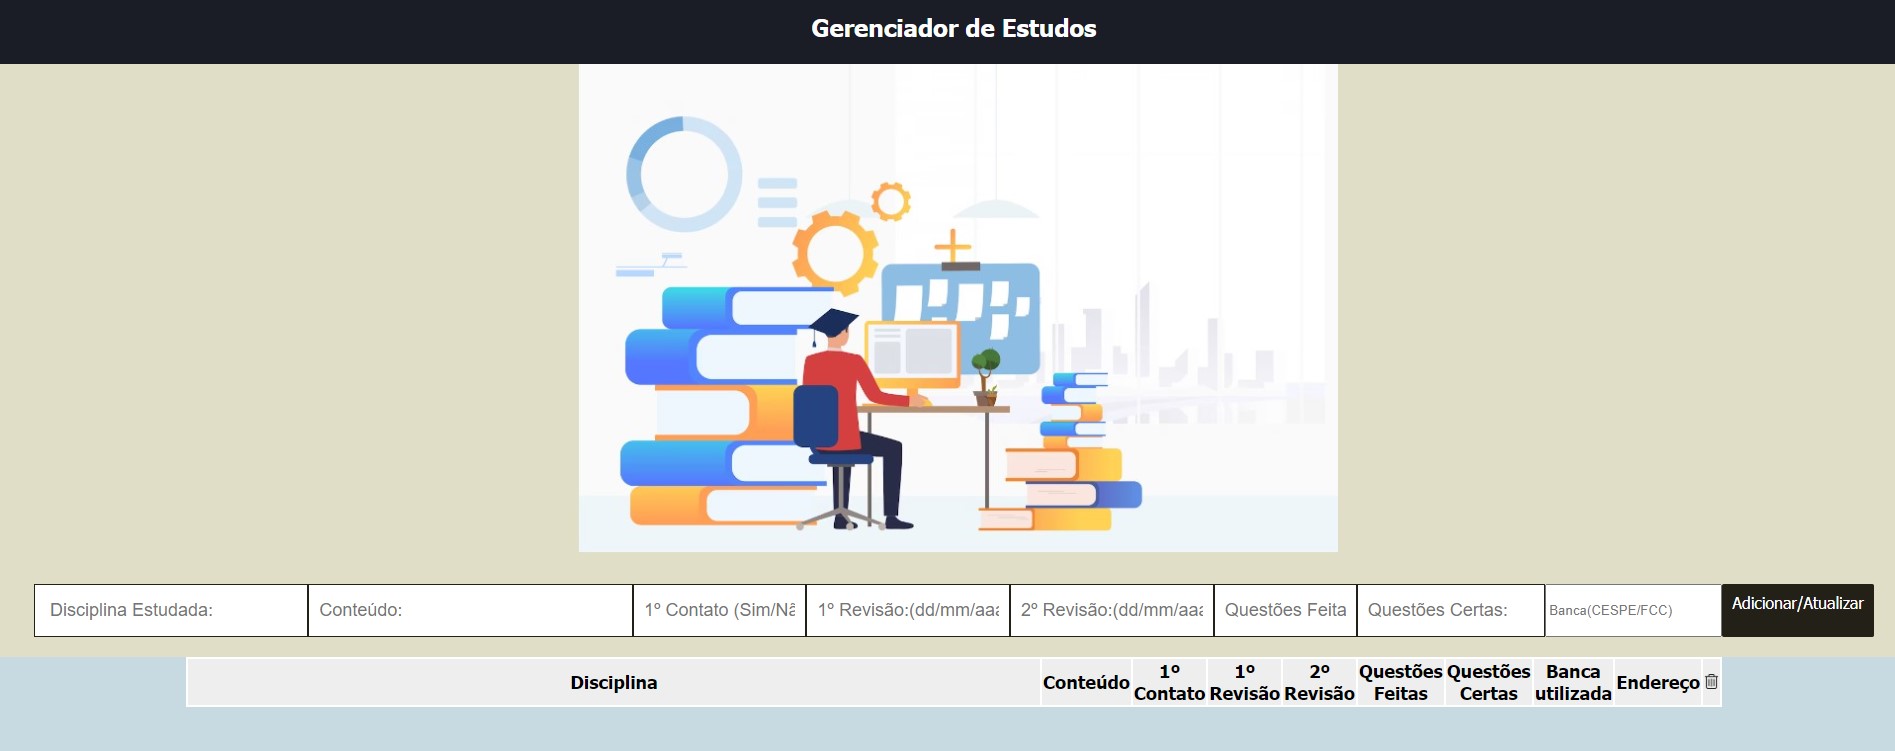 Gerenciador de Estudos
Disciplina Estudada:
Conteúdo:
1º Contato (Sim/Nã
1º Revisão:(dd/mm/aaa
2º Revisão:(dd/mm/aaa
Questões Feita
Questões Certas:
Banca(CESPE/FCC)
Adicionar/Atualizar
Disciplina
Conteúdo
1º
Contato
1º
Revisão
2º
Revisão
Questões
Feitas
Questões
Certas
Banca
utilizada
Endereço